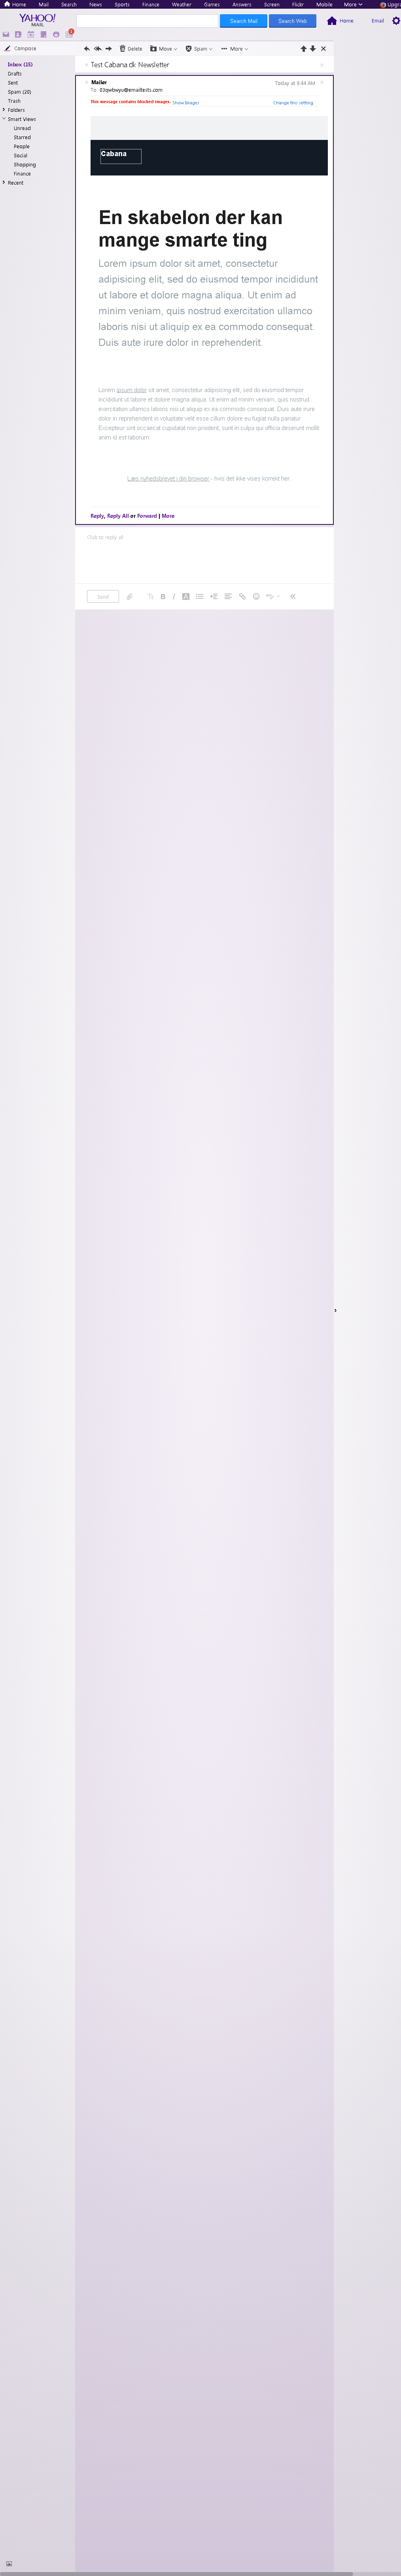 Home Mail Search News Sports Finance Weather Games Answers Screen Flickr Mobile More Upgra
YAHOO! MAIL
Search Mail Search Web Home Email
Compose
Delete Move Spam More
Inbox (15)
Drafts
Sent
Spam (20)
Trash
Folders
Smart Views
Unread
Starred
People
Social
Shopping
Finance
Recent
Test Cabana.dk Newsletter
Mailer Today at 9:44 AM
This message contains blocked images. Show Images Change this setting
Cabana
En skabelon der kan
mange smarte ting
Lorem ipsum dolor sit amet, consectetur
adipisicing elit, sed do eiusmod tempor incididunt
ut labore et dolore magna aliqua. Ut enim ad
minim veniam, quis nostrud exercitation ullamco
laboris nisi ut aliquip ex ea commodo consequat.
Duis aute irure dolor in reprehenderit.
Lorem ipsum dolor sit amet, consectetur adipisicing elit, sed do eiusmod tempor
incididunt ut labore et dolore magna aliqua. Ut enim ad minim veniam, quis nostrud
exercitation ullamco laboris nisi ut aliquip ex ea commodo consequat. Duis aute irure
dolor in reprehenderit in voluptate velit esse cillum dolore eu fugiat nulla pariatur.
Excepteur sint occaecat cupidatat non proident, sunt in culpa qui officia deserunt mollit
anim id est laborum.
Læs nyhedsbrevet i din browser - hvis det ikke vises korrekt her.
Reply, Reply All or Forward | More
Click to reply all
Send